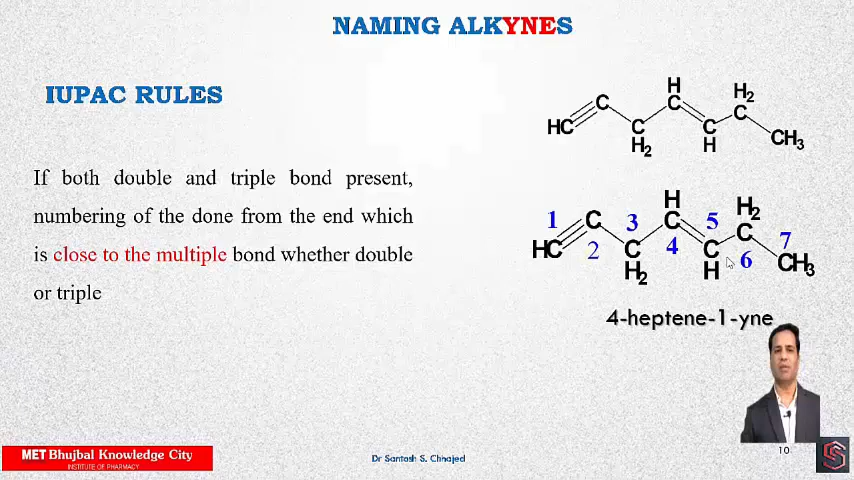 NAMING ALKYNES
IUPAC RULES
If both double and triple bond present,
numbering of the done from the end which
is close to the multiple bond whether double
or triple
H
H2
HC
C
C
C
C
C
CH3
H2
H
H
H2
1
C
3
C
5
C
7
HC
2
C
4
C
6
CH3
H2
H
4-heptene-1-yne
MET Bhujbal Knowledge City
INSTITUTE OF PHARMACY
Dr Santosh S. Chhajed
10